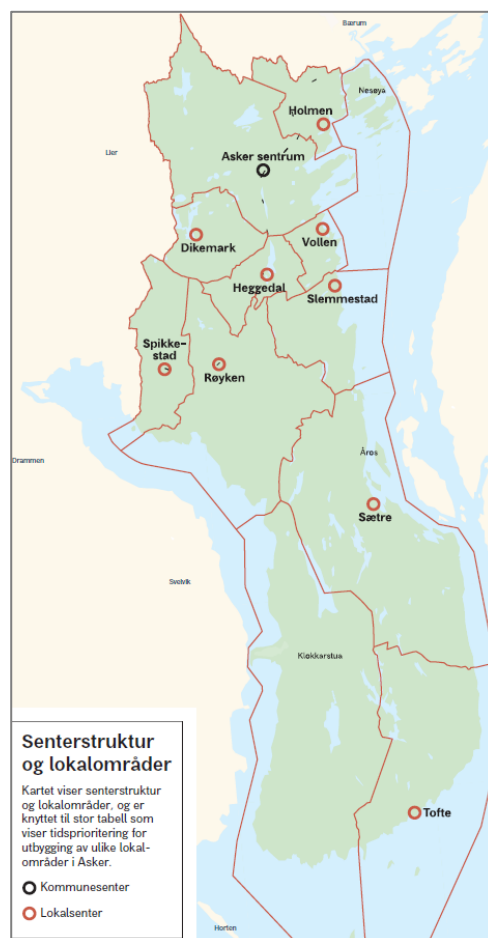 Bærum
Nesøya
Holmen
Lier
Asker sentrum
Vollen
Dikemark
Heggedal
Slemmestad
Spikke-
stad
Røyken
Åros
Drammen
Sætre
Svelvik
Klokkarstua
Senterstruktur
og lokalområder
Kartet viser senterstruktur
og lokalområder, og er
knyttet til stor tabell som
viser tidsprioritering for
utbygging av ulike lokal-
områder i Asker.
Kommunesenter
Lokalsenter
Tofte
Horten